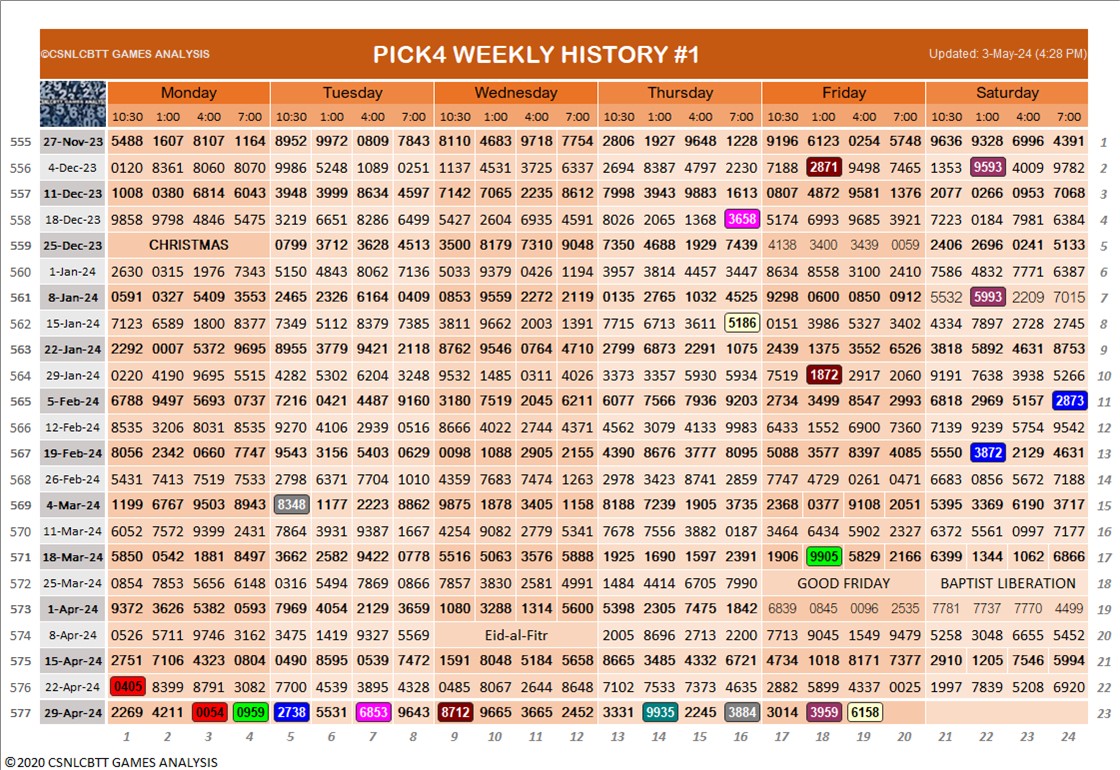 ©CSNLCBTT GAMES ANALYSIS PICK4 WEEKLY HISTORY #1 Updated: 3-May-24 (4:28 PM)
Monday Tuesday Wednesday Thursday Friday Saturday
10:30 1:00 4:00 7:00 10:30 1:00 4:00 7:00 10:30 1:00 4:00 7:00 10:30 1:00 4:00 7:00 10:30 1:00 4:00 7:00 10:30 1:00 4:00 7:00
555 27-Nov-23 5488 1607 8107 1164 8952 9972 0809 7843 8110 4683 9718 7754 2806 1927 9648 1228 9196 6123 0254 5748 9636 9328 6996 4391 1
556 4-Dec-23 0120 8361 8060 8070 9986 5248 1089 0251 1137 4531 3725 6337 2694 8387 4797 2230 7188 2871 9498 7465 1353 9593 4009 9782 2
557 11-Dec-23 1008 0380 6814 6043 3948 3999 8634 4597 7142 7065 2235 8612 7998 3943 9883 1613 0807 4872 9581 1376 2077 0266 0953 7068 3
558 18-Dec-23 9858 9798 4846 5475 3219 6651 8286 6499 5427 2604 6935 4591 8026 2065 1368 3658 5174 6993 9685 3921 7223 0184 7981 6384 4
559 25-Dec-23 CHRISTMAS 0799 3712 3628 4513 3500 8179 7310 9048 7350 4688 1929 7439 4138 3400 3439 0059 2406 2696 0241 5133 5
560 1-Jan-24 2630 0315 1976 7343 5150 4843 8062 7136 5033 9379 0426 1194 3957 3814 4457 3447 8634 8558 3100 2410 7586 4832 7771 6387 6
561 8-Jan-24 0591 0327 5409 3553 2465 2326 6164 0409 0853 9559 2272 2119 0135 2765 1032 4525 9298 0600 0850 0912 5532 5993 2209 7015 7
562 15-Jan-24 7123 6589 1800 8377 7349 5112 8379 7385 3811 9662 2003 1391 7715 6713 3611 5186 0151 3986 5327 3402 4334 7897 2728 2745 8
563 22-Jan-24 2292 0007 5372 9695 8955 3779 9421 2118 8762 9546 0764 4710 2799 6873 2291 1075 2439 1375 3552 6526 3818 5892 4631 8753 9
564 29-Jan-24 0220 4190 9695 5515 4282 5302 6204 3248 9532 1485 0311 4026 3373 3357 5930 5934 7519 1872 2917 2060 9191 7638 3938 5266 10
565 5-Feb-24 6788 9497 5693 0737 7216 0421 4487 9160 3180 7519 2045 6211 6077 7566 7936 9203 2734 3499 8547 2993 6818 2969 5157 2873 11
566 12-Feb-24 8535 3206 8031 8535 9270 4106 2939 0516 8666 4022 2744 4371 4562 3079 4133 9983 6433 1552 6900 7360 7139 9239 5754 9542 12
567 19-Feb-24 8056 2342 0660 7747 9543 3156 5403 0629 0098 1088 2905 2155 4390 8676 3777 8095 5088 3577 8397 4085 5550 3872 2129 4631 13
568 26-Feb-24 5431 7413 7519 7533 2798 6371 7704 1010 4359 7683 7474 1263 2978 3423 8741 2859 7747 4729 0261 0471 6683 0856 5672 7188 14
569 4-Mar-24 1199 6767 9503 8943 8348 1177 2223 8862 9875 1878 3405 1158 8188 7239 1905 3735 2368 0377 9108 2051 5395 3369 6190 3717 15
570 11-Mar-24 6052 7572 9399 2431 7864 3931 9387 1667 4254 9082 2779 5341 7678 7556 3882 0187 3464 6434 5902 2327 6372 5561 0997 7177 16
571 18-Mar-24 5850 0542 1881 8497 3662 2582 9422 0778 5516 5063 3576 5888 1925 1690 1597 2391 1906 9905 5829 2166 6399 1344 1062 6866 17
572 25-Mar-24 0854 7853 5656 6148 0316 5494 7869 0866 7857 3830 2581 4991 1484 4414 6705 7990 GOOD FRIDAY BAPTIST LIBERATION 18
573 1-Apr-24 9372 3626 5382 0593 7969 4054 2129 3659 1080 3288 1314 5600 5398 2305 7475 1842 6839 0845 0096 2535 7781 7737 7770 4499 19
574 8-Apr-24 0526 5711 9746 3162 3475 1419 9327 5569 Eid-al-Fitr 2005 8696 2713 2200 7713 9045 1549 9479 5258 3048 6655 5452 20
575 15-Apr-24 2751 7106 4323 0804 0490 8595 0539 7472 1591 8048 5184 5658 8665 3485 4332 6721 4734 1018 8171 7377 2910 1205 7546 5994 21
576 22-Apr-24 0405 8399 8791 3082 7700 4539 3895 4328 0485 8067 2644 8648 7102 7533 7373 4635 2882 5899 4337 0025 1997 7839 5208 6920 22
577 29-Apr-24 2269 4211 0054 0959 2738 5531 6853 9643 8712 9665 3665 2452 3331 9935 2245 3884 3014 3959 6158 23
1 2 3 4 5 6 7 8 9 10 11 12 13 14 15 16 17 18 19 20 21 22 23 24
©2020 CSNLCBTT GAMES ANALYSIS